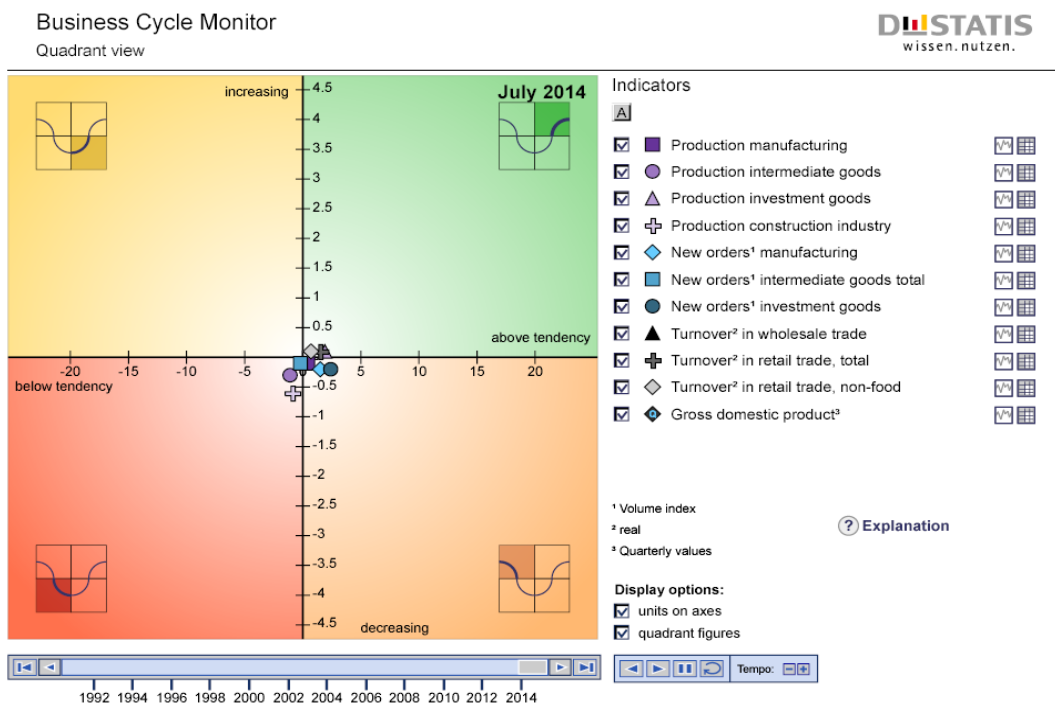 Business Cycle Monitor
Quadrant view
DESTATIS
wissen.nutzen.
increasing
July 2014
4.5
4
3.5
3
2.5
2
1.5
1
0.5
above tendency
-20 -15 -10 -5 5 10 15 20
below tendency
-0.5
-1
-1.5
-2
-2.5
-3
-3.5
-4
-4.5
decreasing
1992 1994 1996 1998 2000 2002 2004 2006 2008 2010 2012 2014
Indicators
A
Production manufacturing
Production intermediate goods
Production investment goods
Production construction industry
New orders¹ manufacturing
New orders¹ intermediate goods total
New orders¹ investment goods
Turnover² in wholesale trade
Turnover² in retail trade, total
Turnover² in retail trade, non-food
Gross domestic product³
¹ Volume index
² real
³ Quarterly values
? Explanation
Display options:
units on axes
quadrant figures
Tempo: